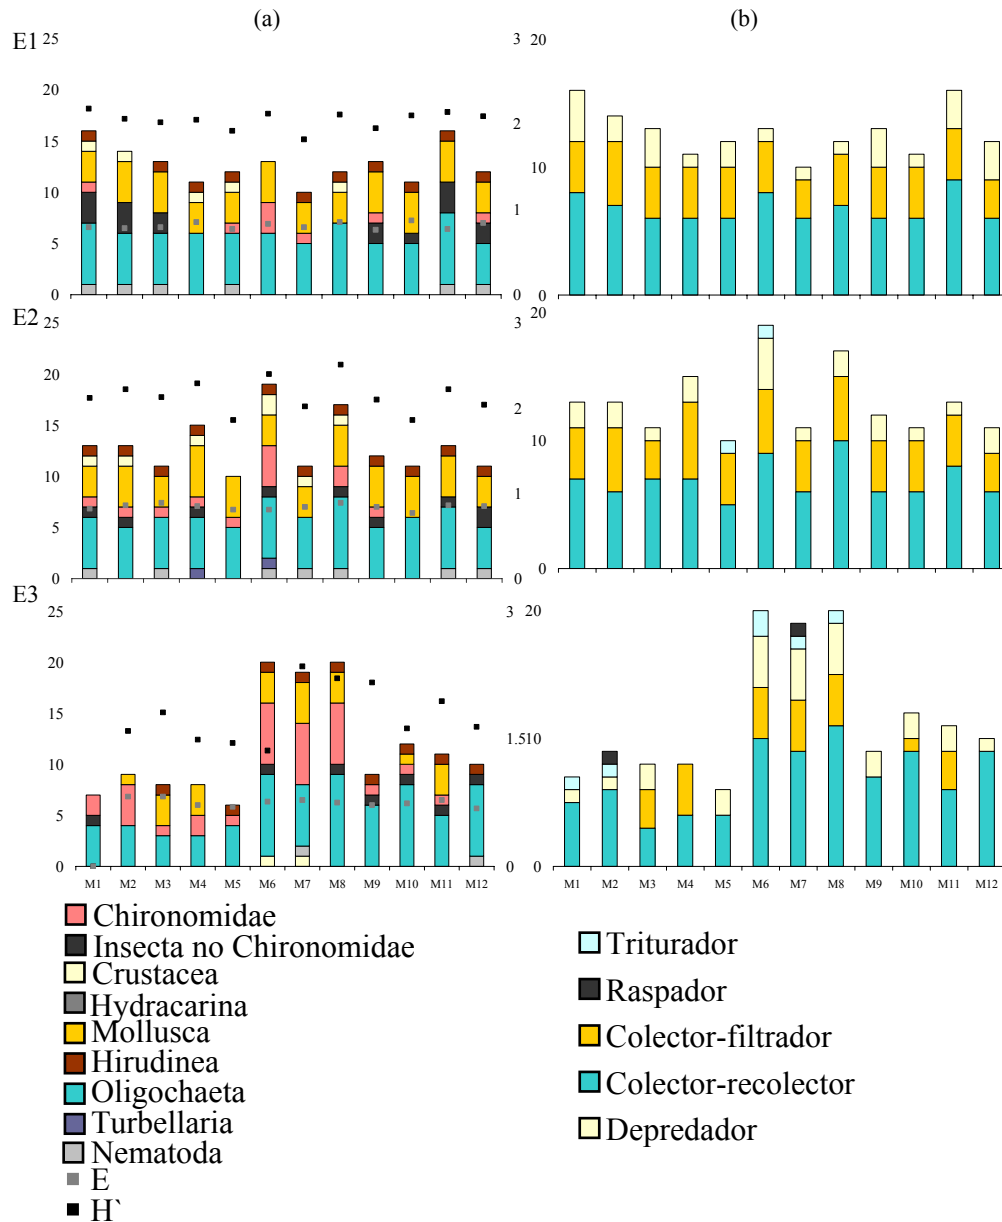 (a) (b)
E1 25 3 20
20
2
15
10
10
1
5
0 0 0
E2 25 3 20
20
2
15
10
10
1
5
0 0 0
E3 25 3 20
20
15
1.5 10
10
5
0 0 0
M1 M2 M3 M4 M5 M6 M7 M8 M9 M10 M11 M12 M1 M2 M3 M4 M5 M6 M7 M8 M9 M10 M11 M12
Chironomidae
Insecta no Chironomidae
Crustacea
Hydracarina
Mollusca
Hirudinea
Oligochaeta
Turbellaria
Nematoda
E
H`
Triturador
Raspador
Colector-filtrador
Colector-recolector
Depredador